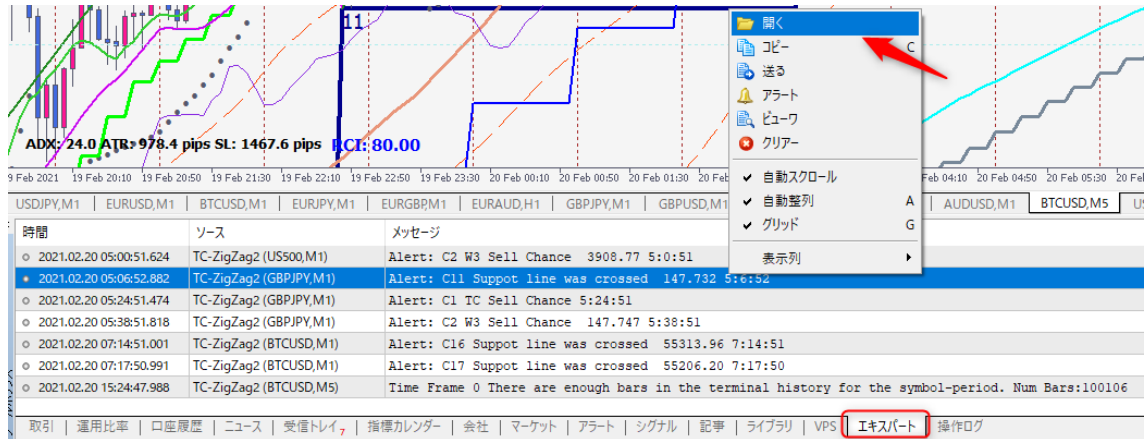 11
開く
コピー C
送る
アラート
ビューワ
クリアー
自動スクロール
自動整列 A
グリッド G
表示列
ADX: 24.0 ATR: 978.4 pips SL: 1467.6 pips RCI: 80.00
9 Feb 2021 19 Feb 20:10 19 Feb 20:50 19 Feb 21:30 19 Feb 22:10 19 Feb 22:50 19 Feb 23:30 20 Feb 00:10 20 Feb 00:50 20 Feb 01:30 20 Feb Feb 04:10 20 Feb 04:50 20 Feb 05:30 20 Fel
USDJPY,M1 EURUSD,M1 BTCUSD,M1 EURJPY,M1 EURGBP,M1 EURAUD,H1 GBPJPY,M1 GBPUSD,M1 AUDUSD,M1 BTCUSD,M5 US
時間 ソース メッセージ
2021.02.20 05:00:51.624 TC-ZigZag2 (US500,M1) Alert: C2 W3 Sell Chance 3908.77 5:0:51
2021.02.20 05:06:52.882 TC-ZigZag2 (GBPJPY,M1) Alert: C11 Suppot line was crossed 147.732 5:6:52
2021.02.20 05:24:51.474 TC-ZigZag2 (GBPJPY,M1) Alert: C1 TC Sell Chance 5:24:51
2021.02.20 05:38:51.818 TC-ZigZag2 (GBPJPY,M1) Alert: C2 W3 Sell Chance 147.747 5:38:51
2021.02.20 07:14:51.001 TC-ZigZag2 (BTCUSD,M1) Alert: C16 Suppot line was crossed 55313.96 7:14:51
2021.02.20 07:17:50.991 TC-ZigZag2 (BTCUSD,M1) Alert: C17 Suppot line was crossed 55206.20 7:17:50
2021.02.20 15:24:47.988 TC-ZigZag2 (BTCUSD,M5) Time Frame 0 There are enough bars in the terminal history for the symbol-period. Num Bars:100106
取引 運用比率 口座履歴 ニュース 受信トレイ 7 指標カレンダー 会社 マーケット アラート シグナル 記事 ライブラリ VPS エキスパート 操作ログ